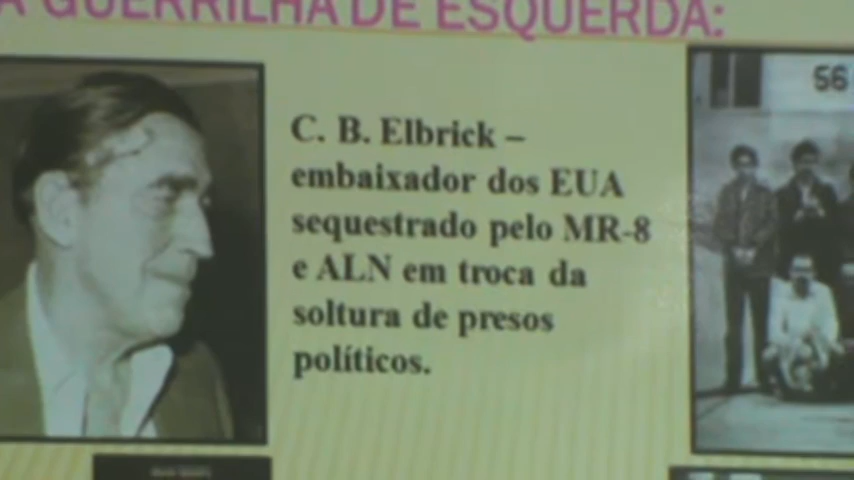 A GUERRILHA DE ESQUERDA:
C. B. Elbrick –
embaixador dos EUA
sequestrado pelo MR-8
e ALN em troca da
soltura de presos
políticos.
56